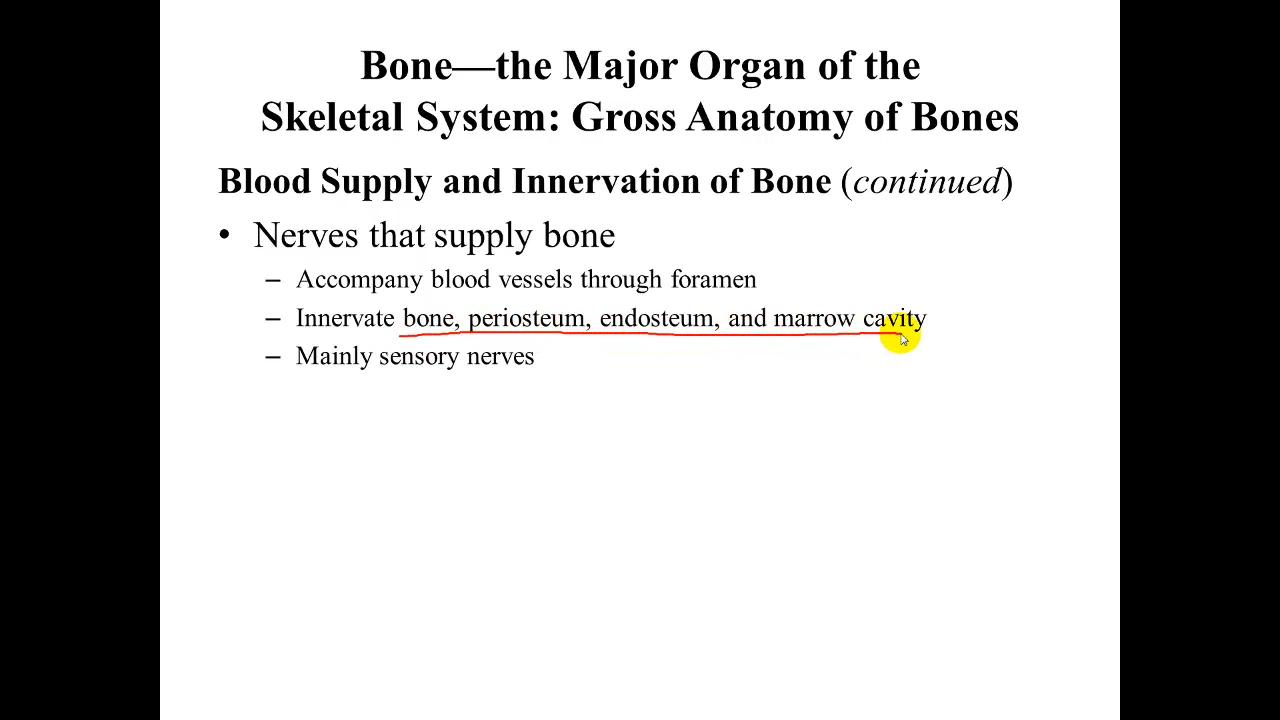 Bone—the Major Organ of the
Skeletal System: Gross Anatomy of Bones
Blood Supply and Innervation of Bone (continued)
• Nerves that supply bone
– Accompany blood vessels through foramen
– Innervate bone, periosteum, endosteum, and marrow cavity
– Mainly sensory nerves